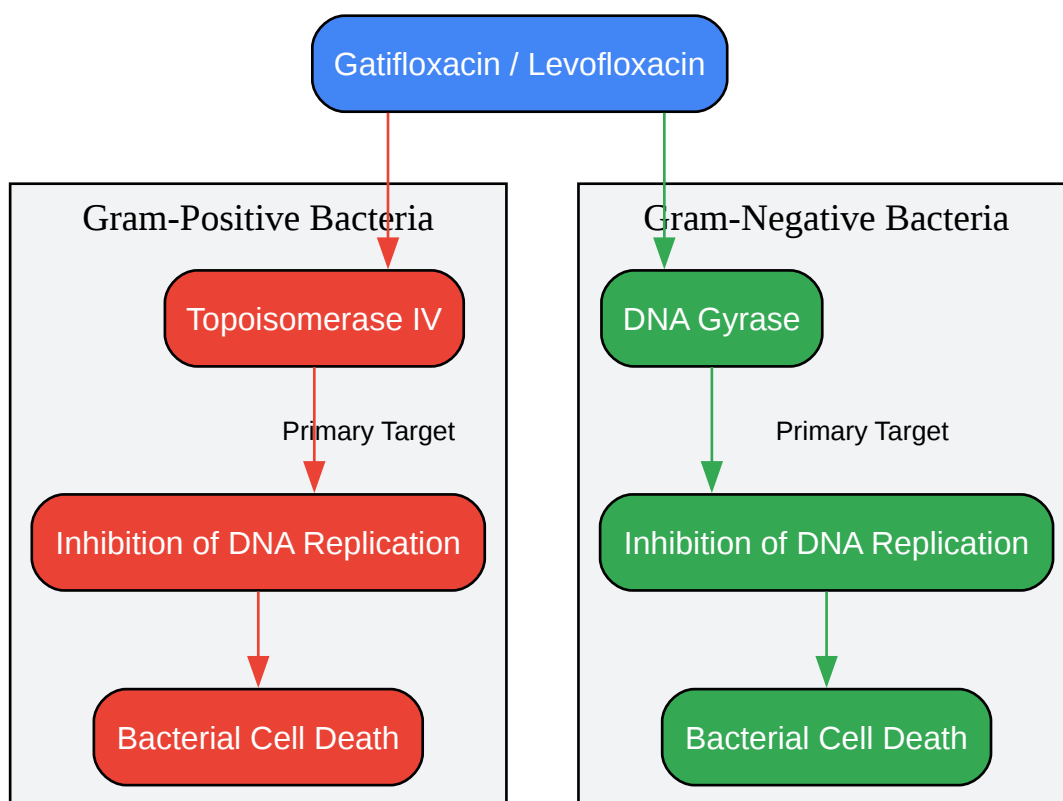 Gatifloxacin / Levofloxacin
Gram-Positive Bacteria
Topoisomerase IV
Primary Target
Inhibition of DNA Replication
Bacterial Cell Death
Gram-Negative Bacteria
DNA Gyrase
Primary Target
Inhibition of DNA Replication
Bacterial Cell Death